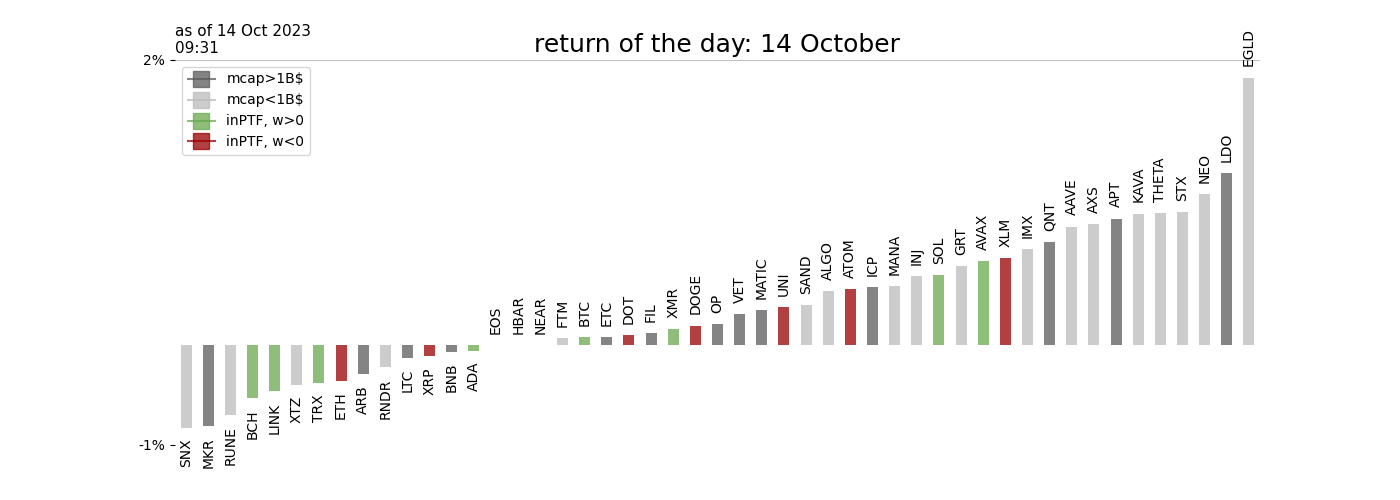 as of 14 Oct 2023
09:31
return of the day: 14 October
2%
mcap>1B$
mcap<1B$
inPTF, w>0
inPTF, w<0
-1%
SNX
MKR
RUNE
BCH
LINK
XTZ
TRX
ETH
ARB
RNDR
LTC
XRP
BNB
ADA
EOS
HBAR
NEAR
FTM
BTC
ETC
DOT
FIL
XMR
DOGE
OP
VET
MATIC
UNI
SAND
ALGO
ATOM
ICP
MANA
INJ
SOL
GRT
AVAX
XLM
IMX
QNT
AAVE
AXS
APT
KAVA
THETA
STX
NEO
LDO
EGLD